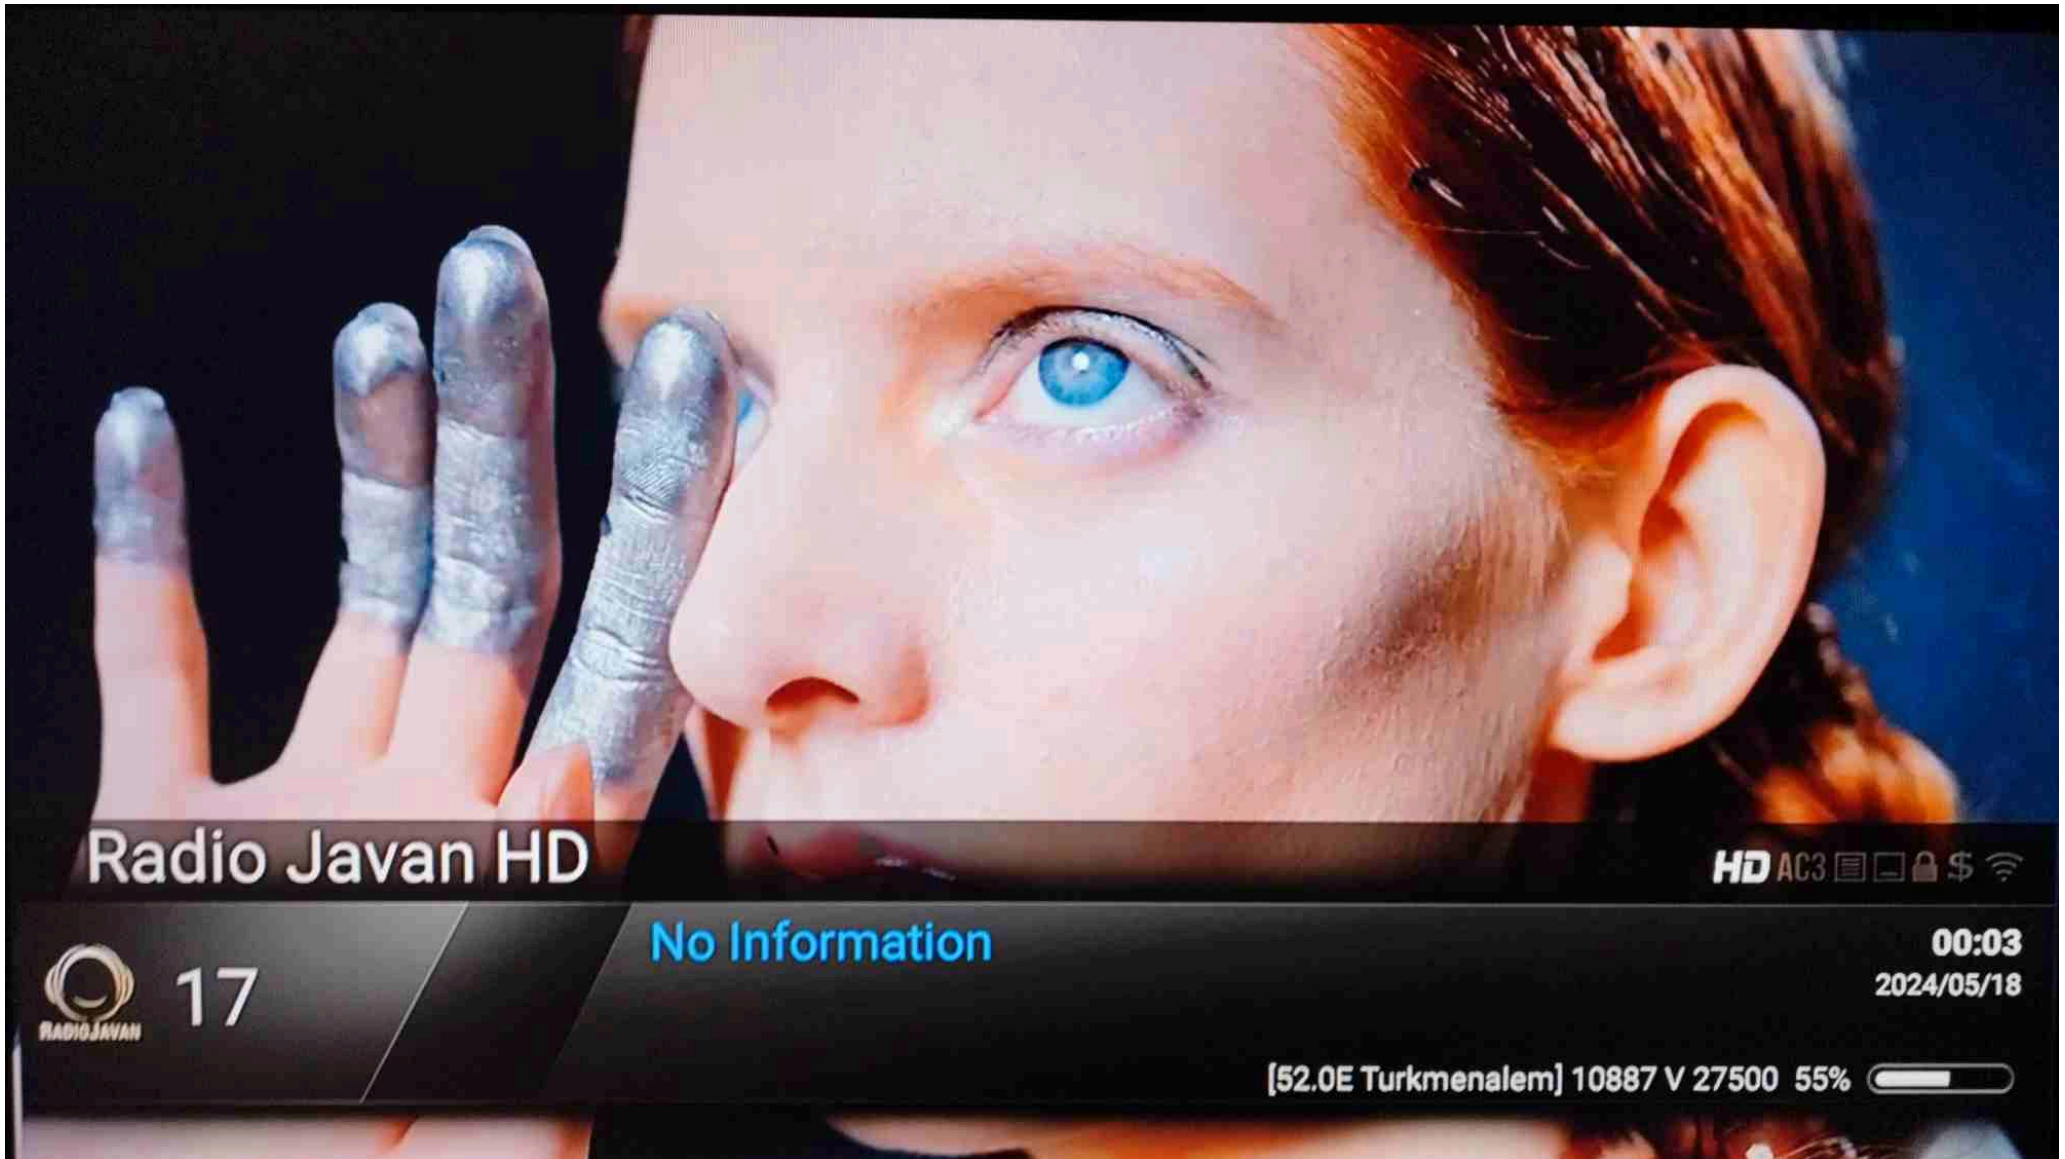 Radio Javan HD
HD AC3 $
No Information
00:03
2024/05/18
RADIOJAVAN
17
[52.0E Turkmenalem] 10887 V 27500 55%